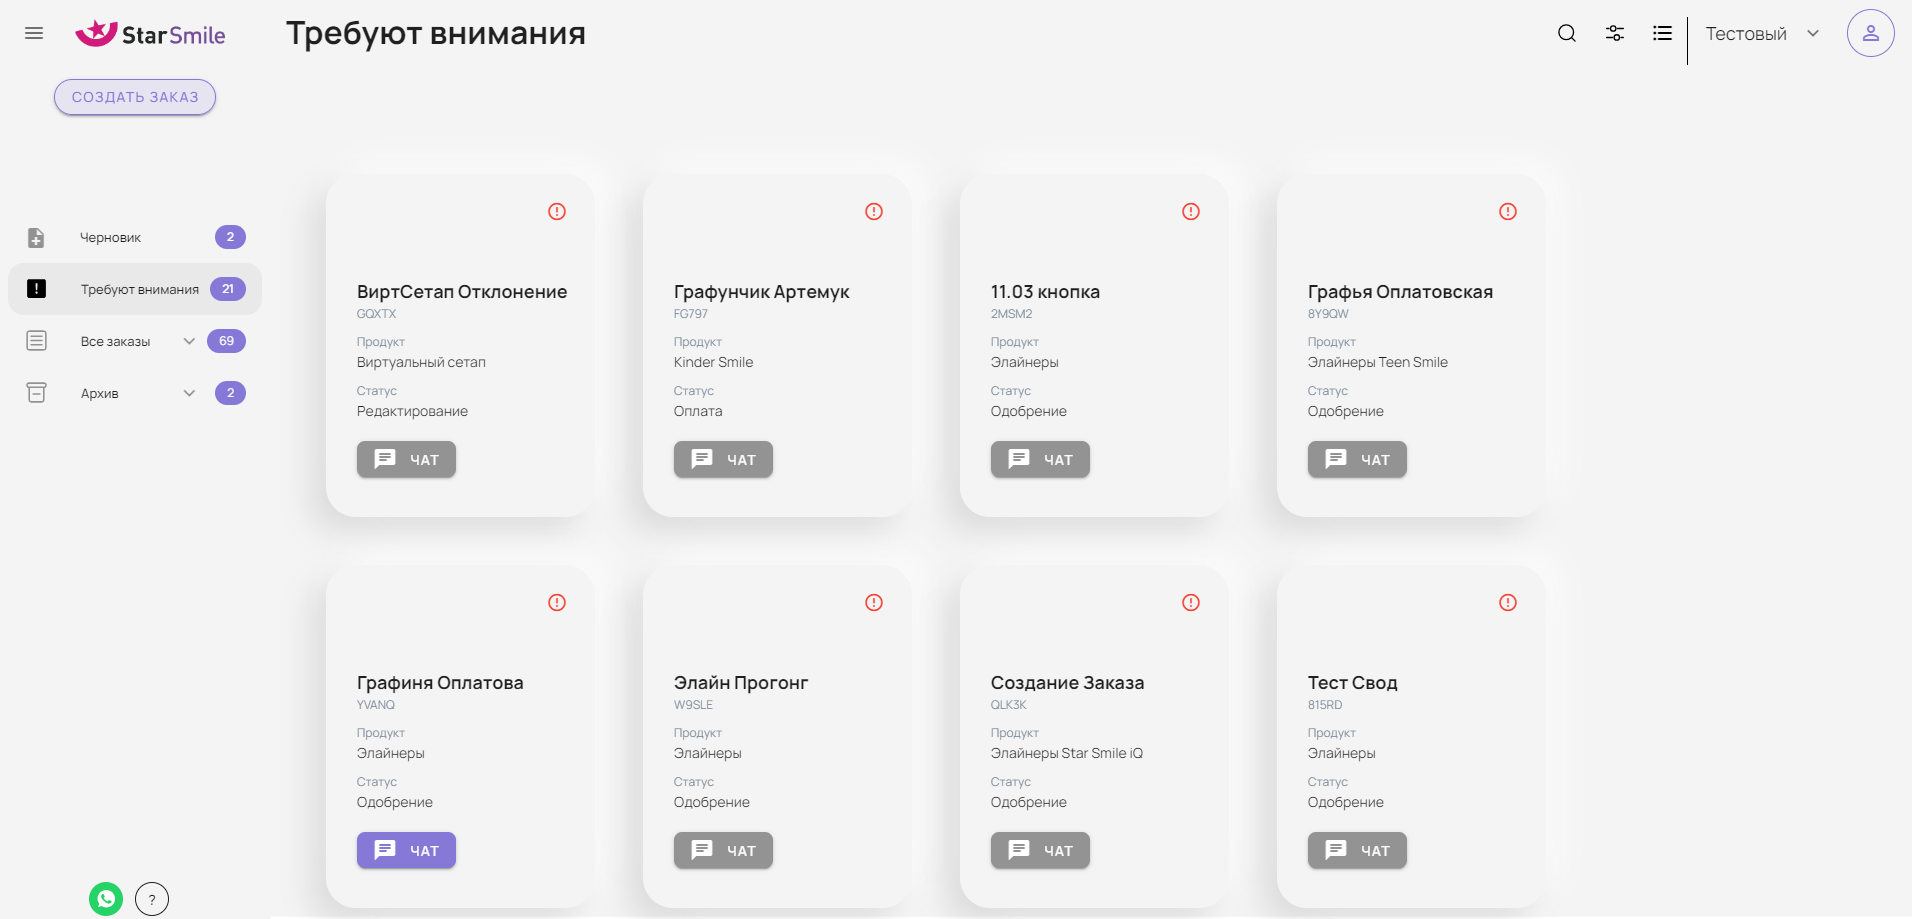 StarSmile
Требуют внимания
Тестовый
СОЗДАТЬ ЗАКАЗ
Черновик 2
Требуют внимания 21
Все заказы 69
Архив 2
ВиртСетап Отклонение
GQXTX
Продукт
Виртуальный сетап
Статус
Редактирование
ЧАТ
Графунчик Артемук
FG797
Продукт
Kinder Smile
Статус
Оплата
ЧАТ
11.03 кнопка
2MSM2
Продукт
Элайнеры
Статус
Одобрение
ЧАТ
Графья Оплатовская
8Y9QW
Продукт
Элайнеры Teen Smile
Статус
Одобрение
ЧАТ
Графиня Оплатова
YVANQ
Продукт
Элайнеры
Статус
Одобрение
ЧАТ
Элайн Прогонг
W9SLE
Продукт
Элайнеры
Статус
Одобрение
ЧАТ
Создание Заказа
QLK3K
Продукт
Элайнеры Star Smile iQ
Статус
Одобрение
ЧАТ
Тест Свод
815RD
Продукт
Элайнеры
Статус
Одобрение
ЧАТ
?